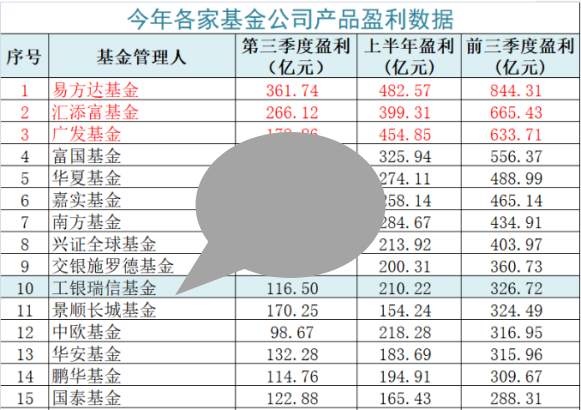 今年各家基金公司产品盈利数据
序号 基金管理人 第三季度盈利（亿元） 上半年盈利（亿元） 前三季度盈利（亿元）
1 易方达基金 361.74 482.57 844.31
2 汇添富基金 266.12 399.31 665.43
3 广发基金 454.85 633.71
4 富国基金 325.94 556.37
5 华夏基金 274.11 488.99
6 嘉实基金 258.14 465.14
7 南方基金 284.67 434.91
8 兴证全球基金 213.92 403.97
9 交银施罗德基金 200.31 360.73
10 工银瑞信基金 116.50 210.22 326.72
11 景顺长城基金 170.25 154.24 324.49
12 中欧基金 98.67 218.28 316.95
13 华安基金 132.28 183.69 315.96
14 鹏华基金 114.76 194.91 309.67
15 国泰基金 122.88 165.43 288.31